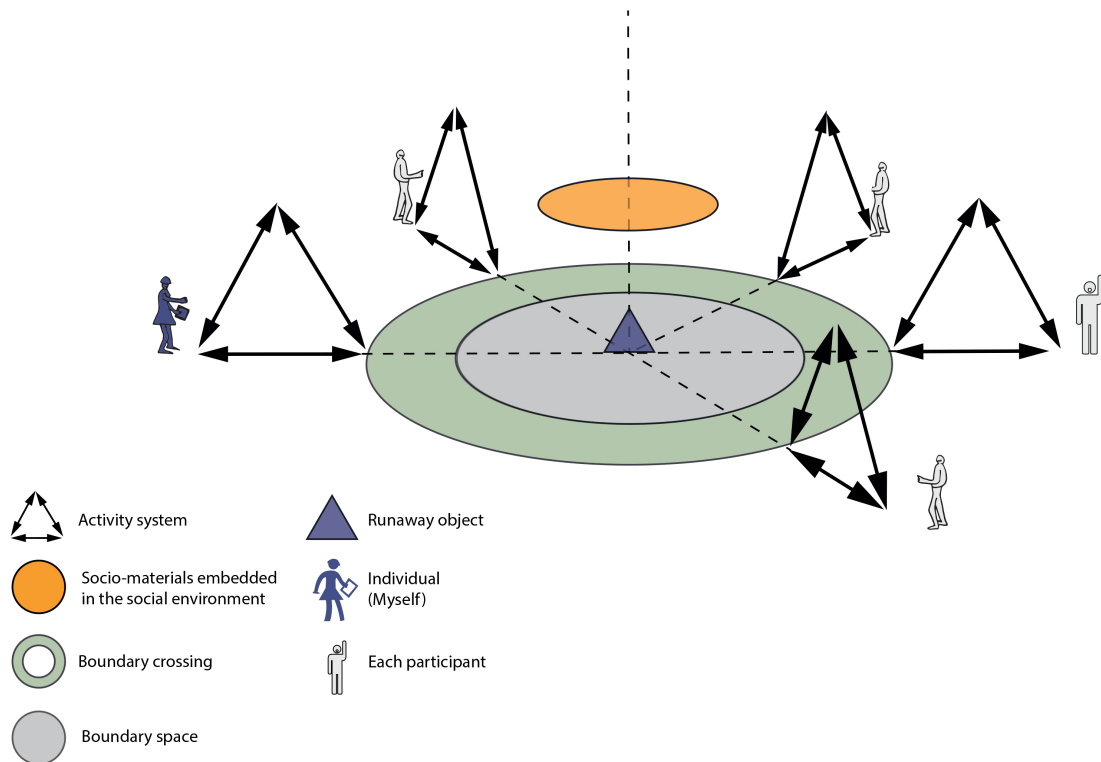 Activity system
Runaway object
Socio-materials embedded
in the social environment
Individual
(Myself)
Boundary crossing
Each participant
Boundary space